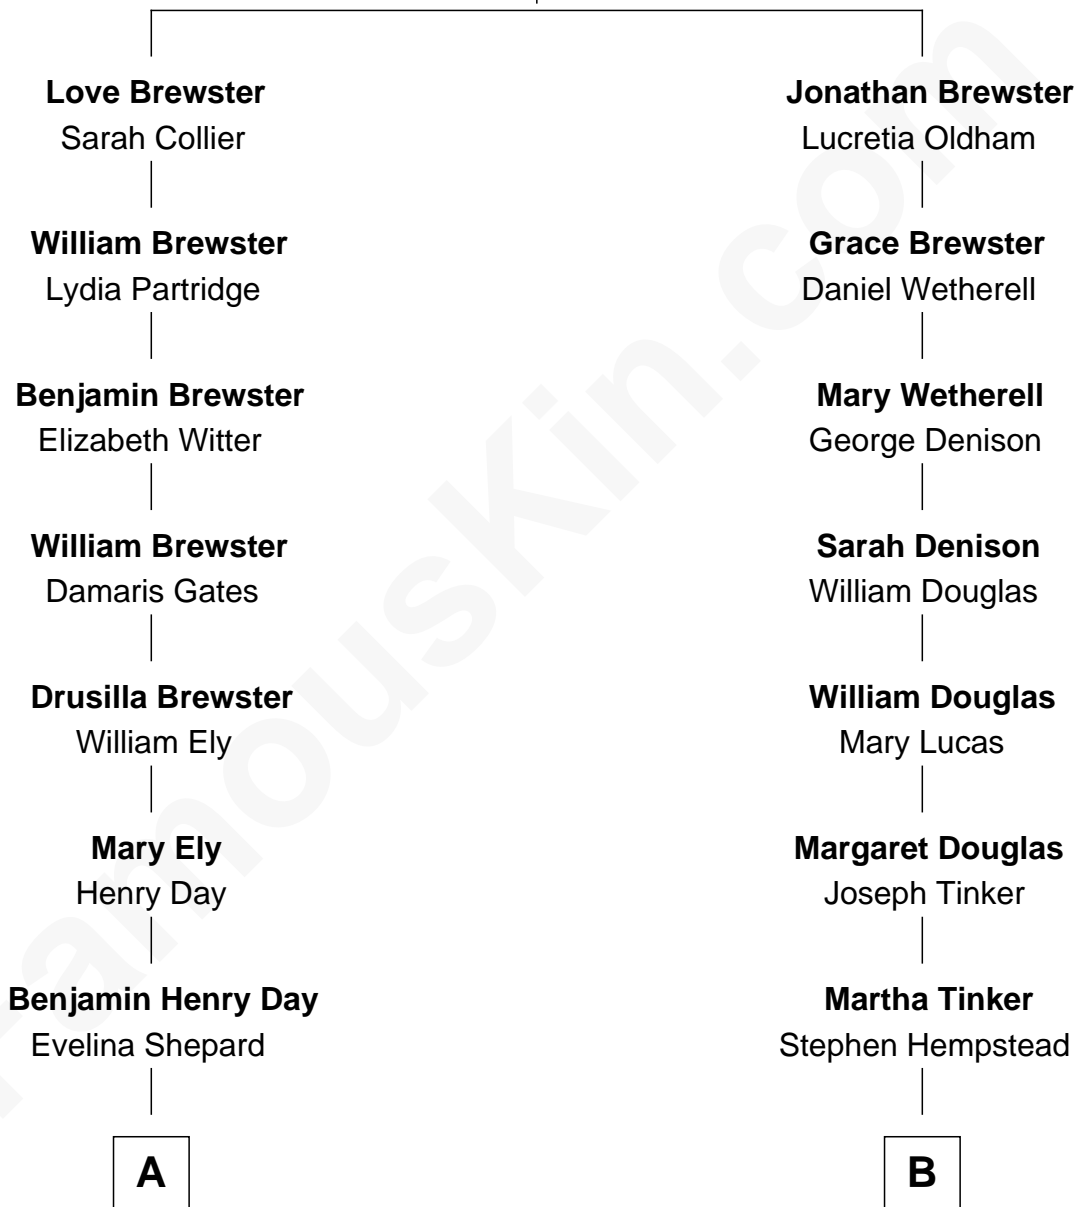 Love Brewster
Sarah Collier
William Brewster
Lydia Partridge
Benjamin Brewster
Elizabeth Witter
William Brewster
Damaris Gates
Drusilla Brewster
William Ely
Mary Ely
Henry Day
Benjamin Henry Day
Evelina Shepard
A
Jonathan Brewster
Lucretia Oldham
Grace Brewster
Daniel Wetherell
Mary Wetherell
George Denison
Sarah Denison
William Douglas
William Douglas
Mary Lucas
Margaret Douglas
Joseph Tinker
Martha Tinker
Stephen Hempstead
B
FamousKin.com